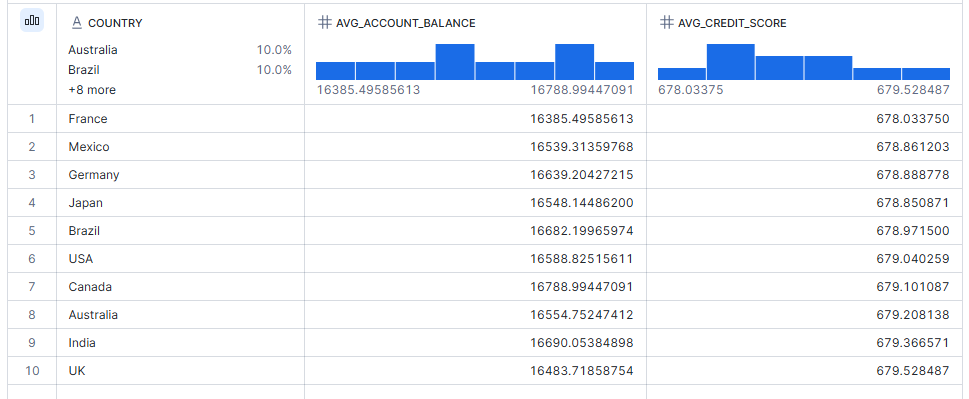 COUNTRY AVG_ACCOUNT_BALANCE AVG_CREDIT_SCORE
Australia 10.0%
Brazil 10.0%
+8 more 16385.49585613 16788.99447091 678.03375 679.528487
1 France 16385.49585613 678.033750
2 Mexico 16539.31359768 678.861203
3 Germany 16639.20427215 678.888778
4 Japan 16548.14486200 678.850871
5 Brazil 16682.19965974 678.971500
6 USA 16588.82515611 679.040259
7 Canada 16788.99447091 679.101087
8 Australia 16554.75247412 679.208138
9 India 16690.05384898 679.366571
10 UK 16483.71858754 679.528487